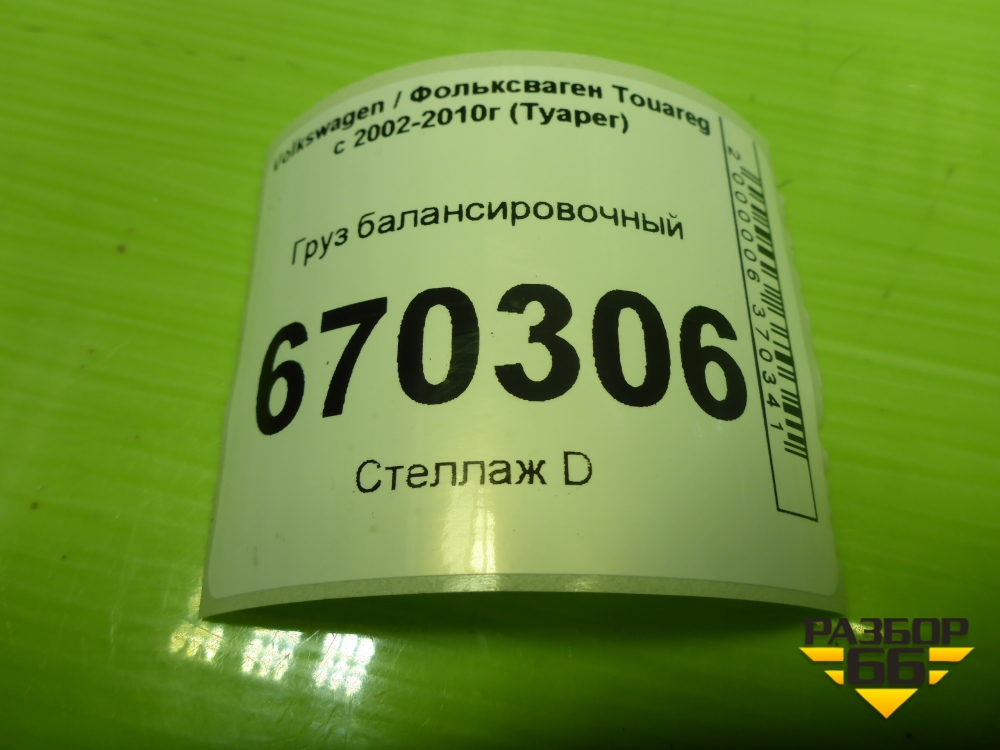 Volkswagen / Фольксваген Touareg
с 2002-2010г (Туарег)
Груз балансировочный
670306
Стеллаж D
2000006370341
РАЗБОР
66